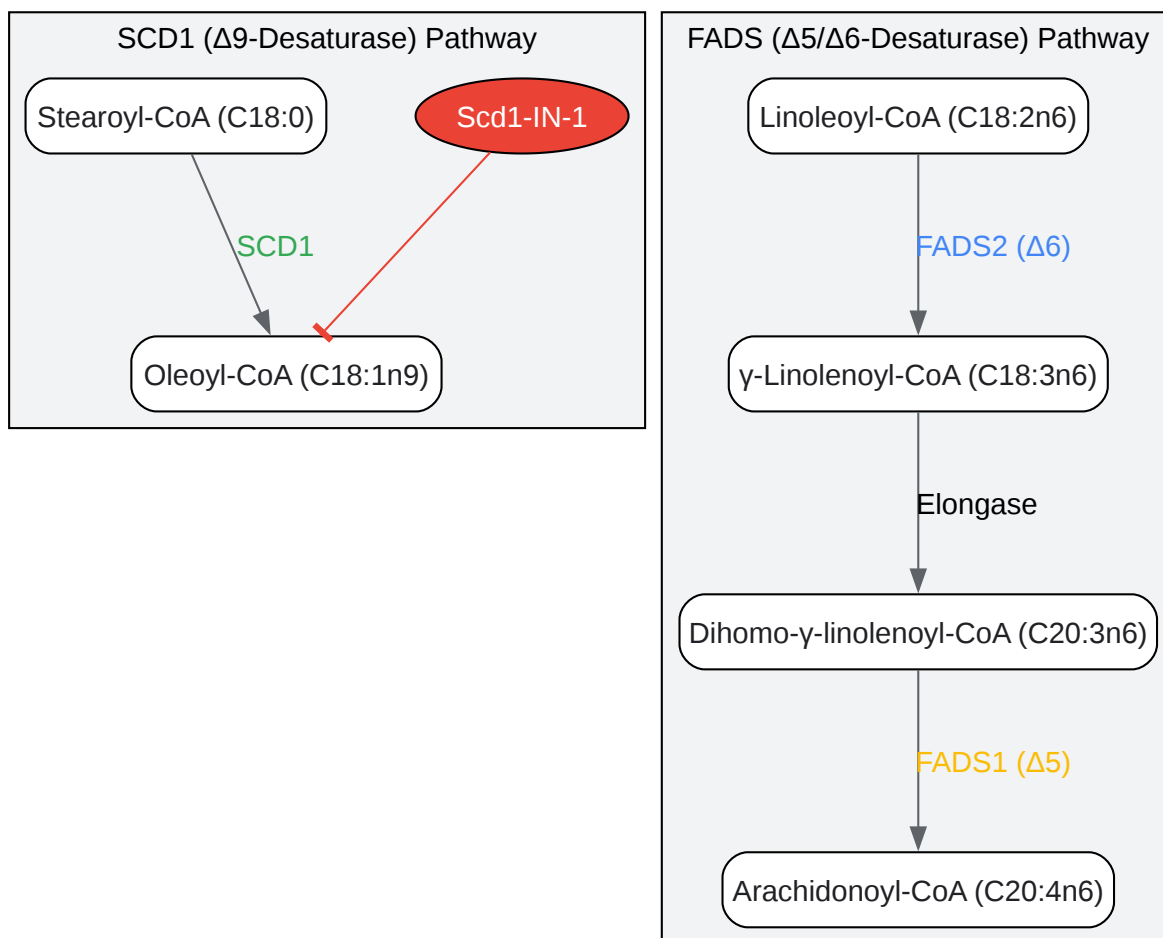 SCD1 (Δ9-Desaturase) Pathway
Stearoyl-CoA (C18:0)
Scd1-IN-1
SCD1
Oleoyl-CoA (C18:1n9)
FADS (Δ5/Δ6-Desaturase) Pathway
Linoleoyl-CoA (C18:2n6)
FADS2 (Δ6)
γ-Linolenoyl-CoA (C18:3n6)
Elongase
Dihomo-γ-linolenoyl-CoA (C20:3n6)
FADS1 (Δ5)
Arachidonoyl-CoA (C20:4n6)